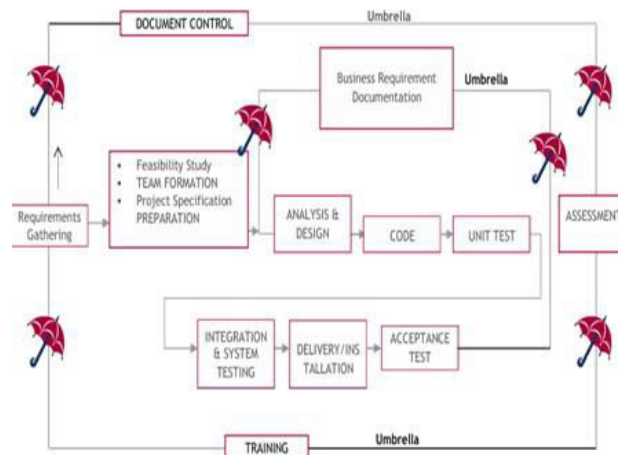 DOCUMENT CONTROL
Umbrella
Business Requirement
Documentation
Umbrella
• Feasibility Study
• TEAM FORMATION
• Project Specification
PREPARATION
Requirements
Gathering
ANALYSIS &
DESIGN
CODE
UNIT TEST
ASSESSMENT
INTEGRATION
& SYSTEM
TESTING
DELIVERY/INS
TALLATION
ACCEPTANCE
TEST
TRAINING
Umbrella